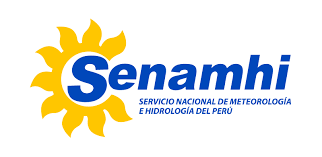 Senamhi
SERVICIO NACIONAL DE METEOROLOGÍA
E HIDROLOGÍA DEL PERÚ